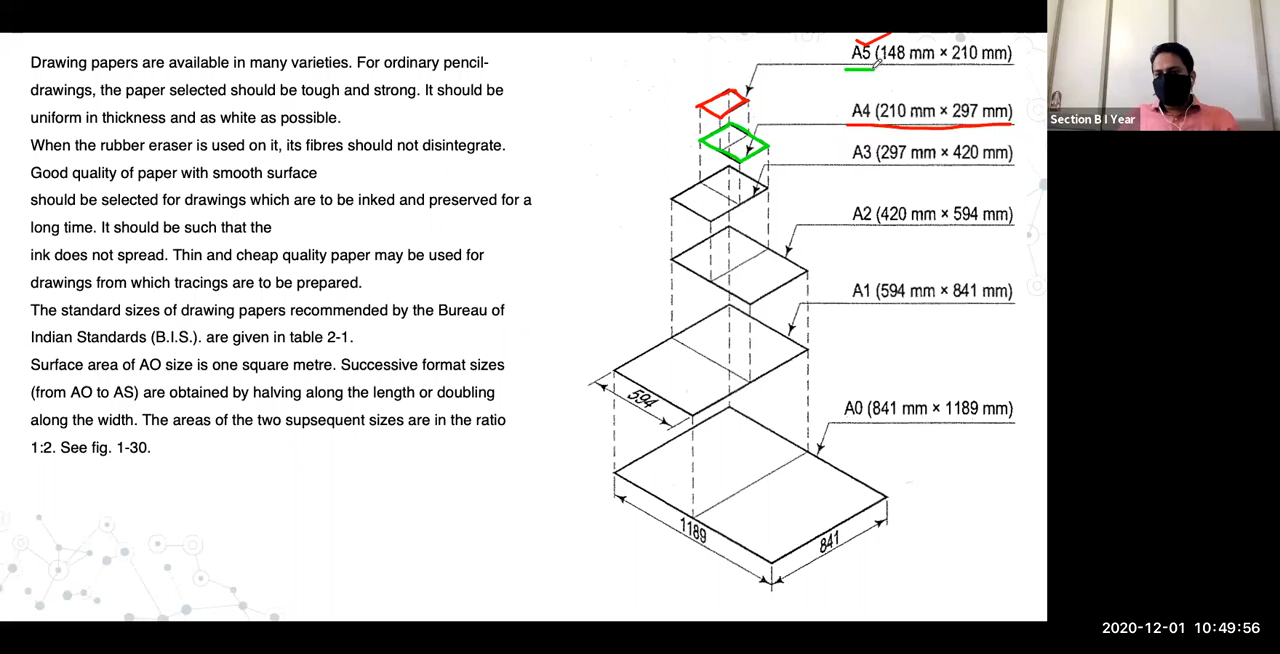 Drawing papers are available in many varieties. For ordinary pencil-
drawings, the paper selected should be tough and strong. It should be
uniform in thickness and as white as possible.
When the rubber eraser is used on it, its fibres should not disintegrate.
Good quality of paper with smooth surface
should be selected for drawings which are to be inked and preserved for a
long time. It should be such that the
ink does not spread. Thin and cheap quality paper may be used for
drawings from which tracings are to be prepared.
The standard sizes of drawing papers recommended by the Bureau of
Indian Standards (B.I.S.). are given in table 2-1.
Surface area of AO size is one square metre. Successive format sizes
(from AO to AS) are obtained by halving along the length or doubling
along the width. The areas of the two supsequent sizes are in the ratio
1:2. See fig. 1-30.
A5 (148 mm × 210 mm)
A4 (210 mm × 297 mm)
A3 (297 mm × 420 mm)
A2 (420 mm × 594 mm)
A1 (594 mm × 841 mm)
594
A0 (841 mm × 1189 mm)
1189
841
Section B I Year
2020-12-01 10:49:56